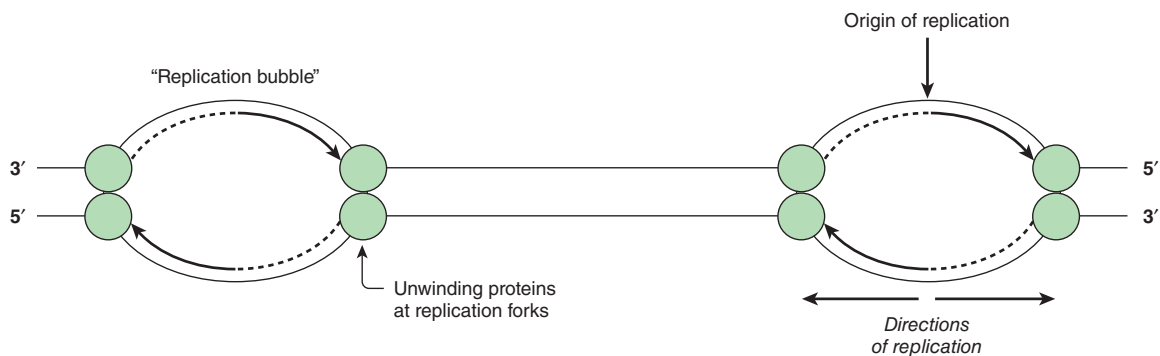 Origin of replication
“Replication bubble”
3′
5′
5′
3′
Unwinding proteins
at replication forks
Directions
of replication